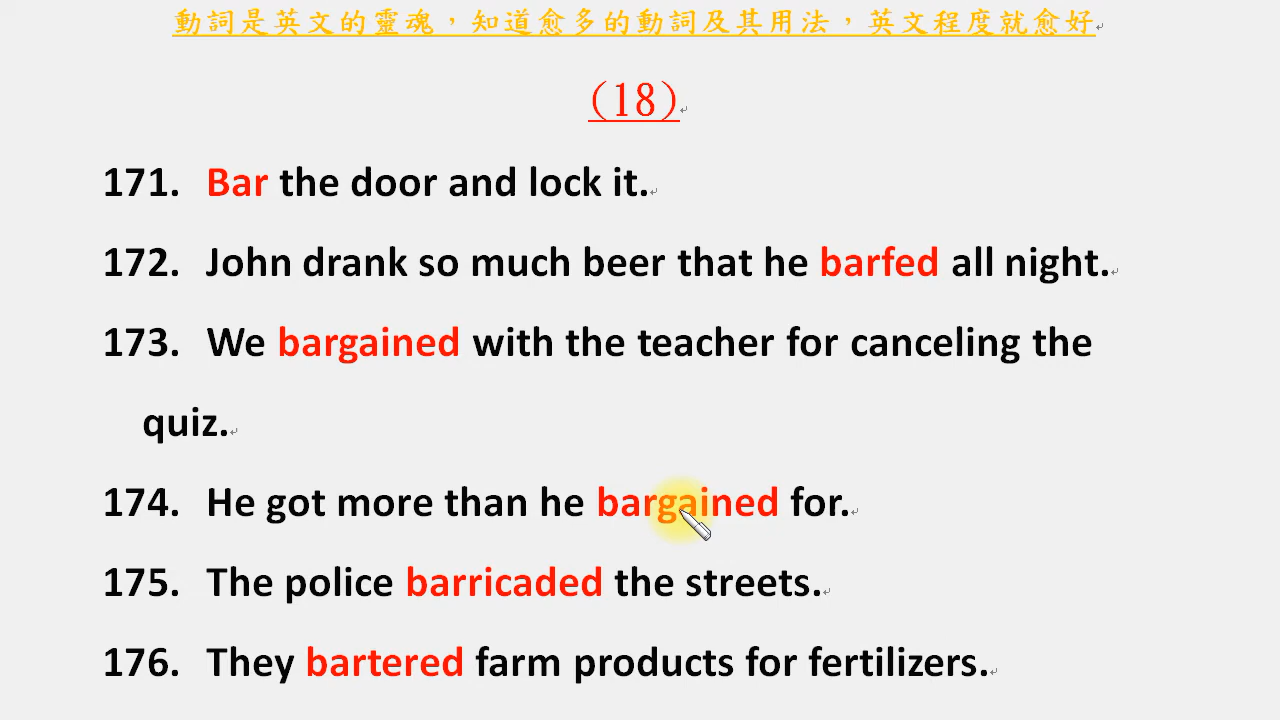 動詞是英文的靈魂，知道愈多的動詞及其用法，英文程度就愈好
(18)
171. Bar the door and lock it.
172. John drank so much beer that he barfed all night.
173. We bargained with the teacher for canceling the
quiz.
174. He got more than he bargained for.
175. The police barricaded the streets.
176. They bartered farm products for fertilizers.